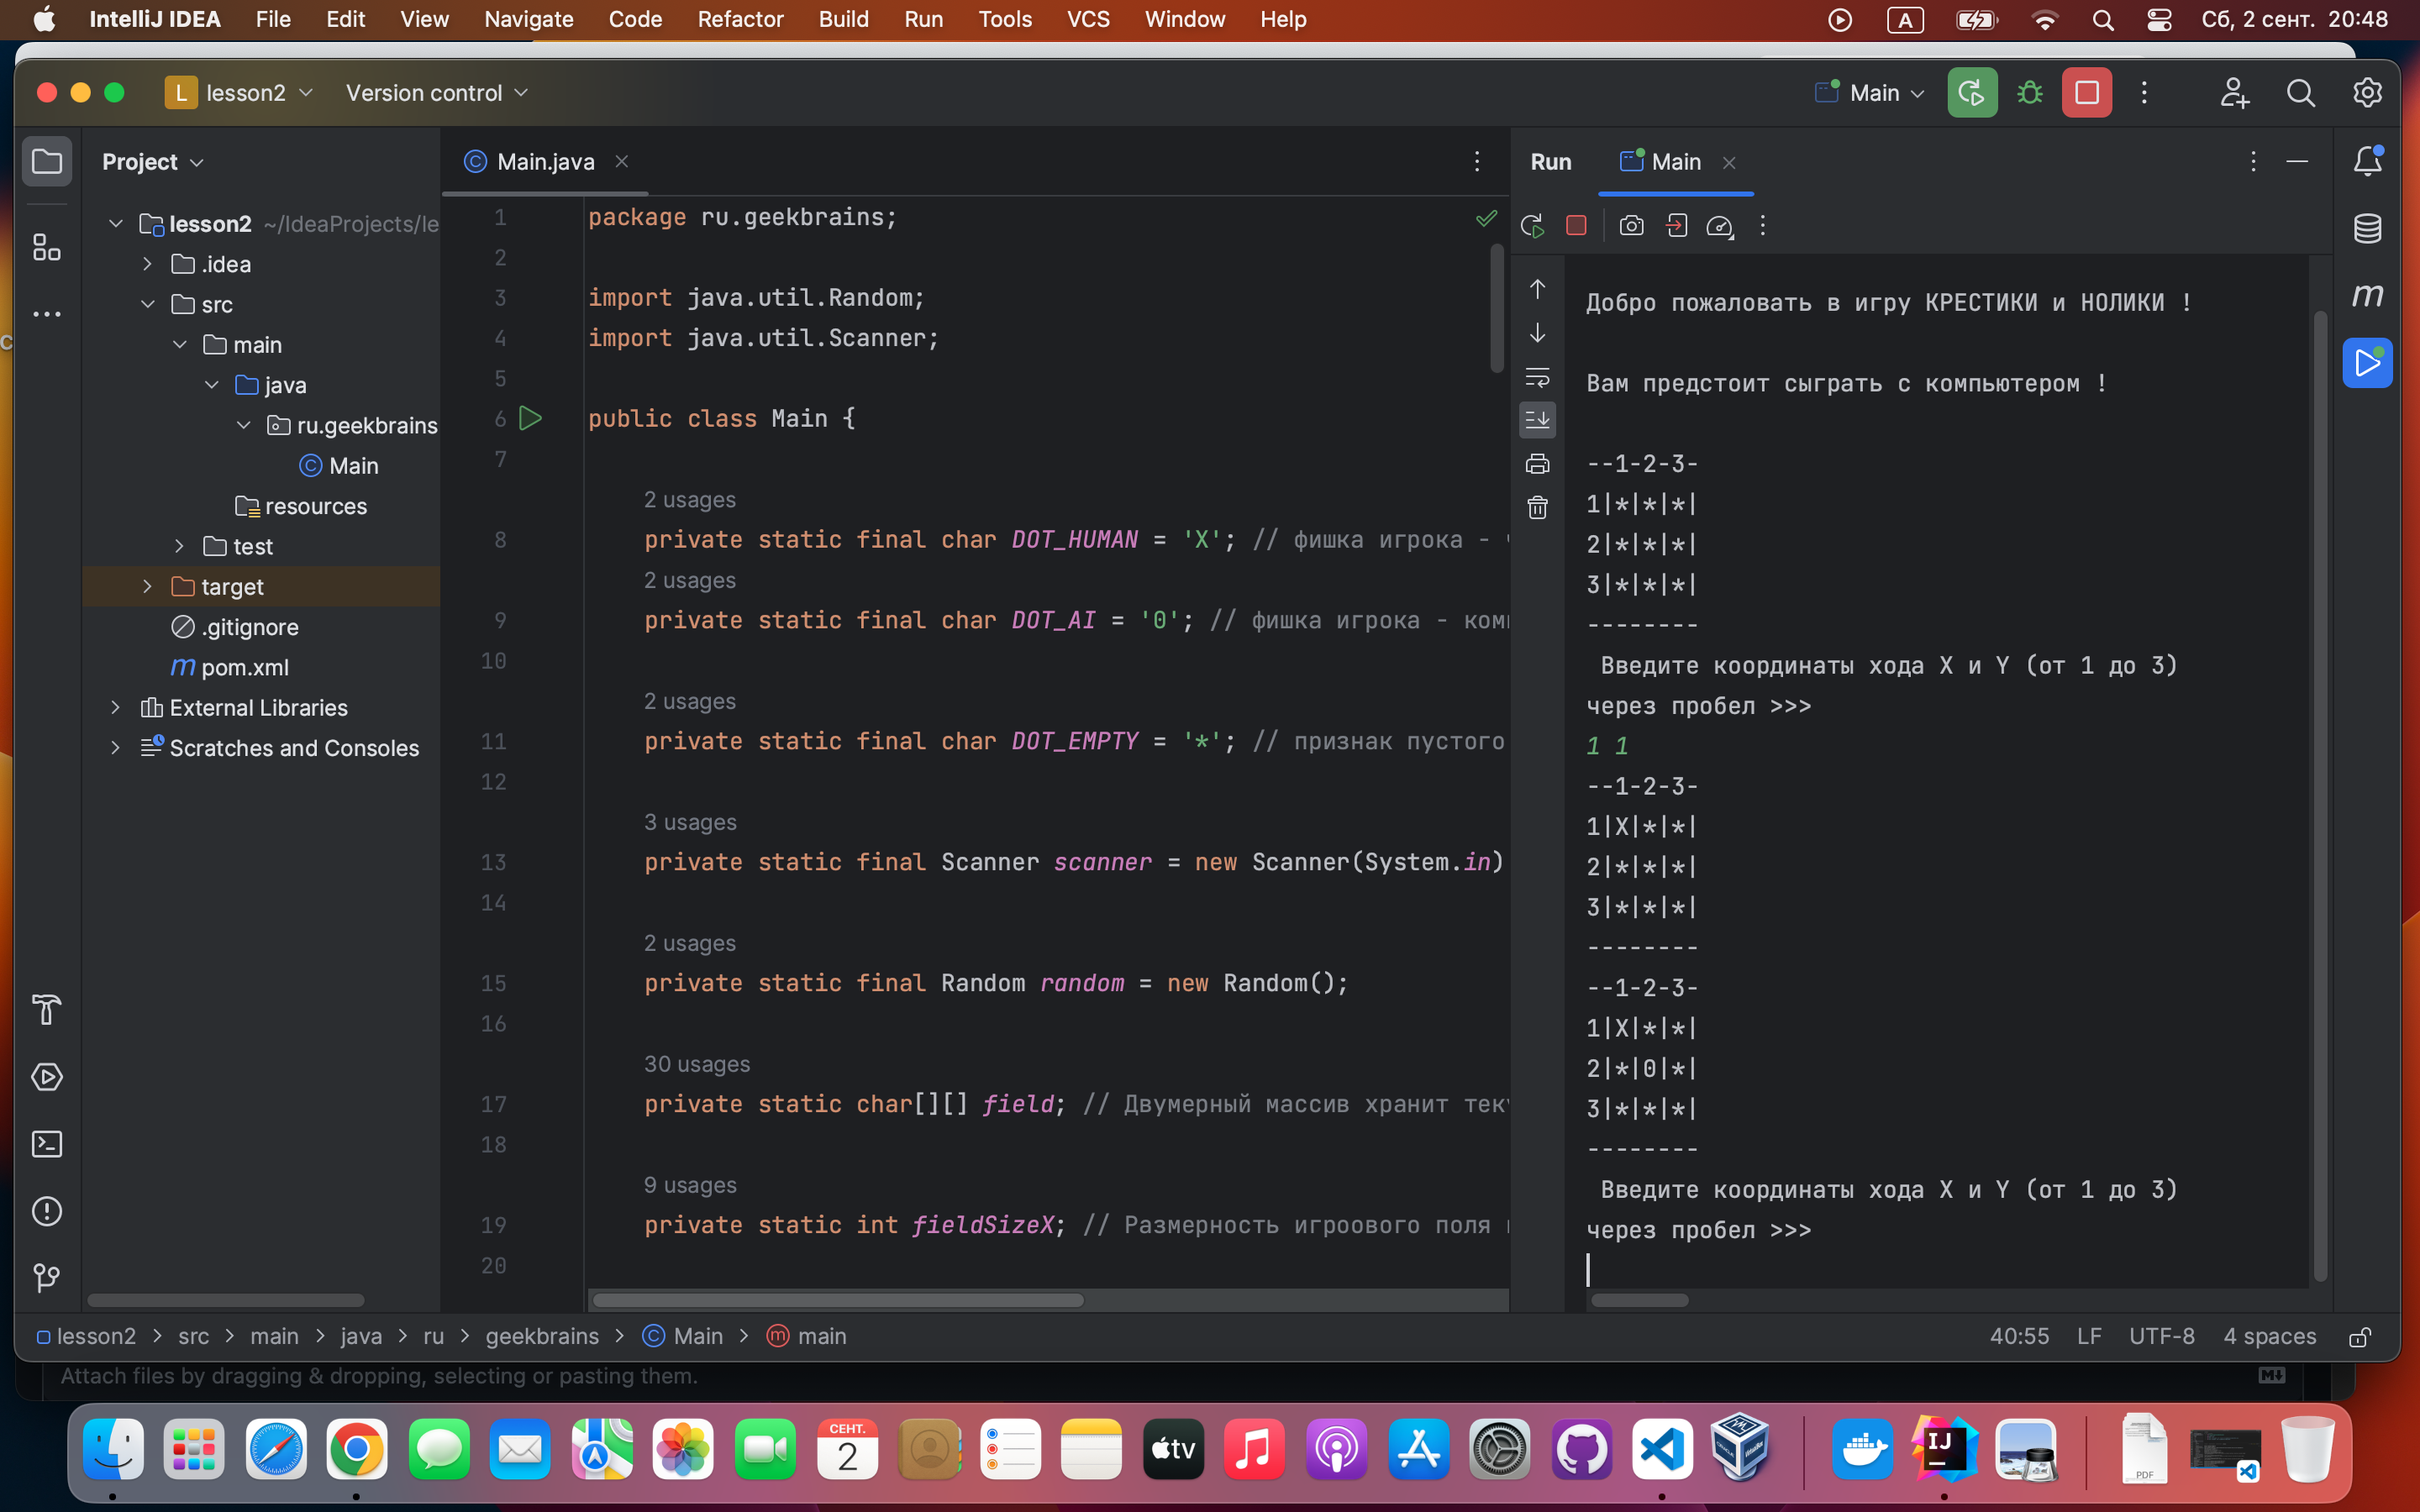 IntelliJ IDEA File Edit View Navigate Code Refactor Build Run Tools VCS Window Help A Сб, 2 сент. 20:48
L lesson2 Version control Main
Project
lesson2 ~/IdeaProjects/le
.idea
src
main
java
ru.geekbrains
Main
resources
test
target
.gitignore
m pom.xml
External Libraries
Scratches and Consoles
Main.java
1 package ru.geekbrains;
2
3 import java.util.Random;
4 import java.util.Scanner;
5
6 public class Main {
7
2 usages
8 private static final char DOT_HUMAN = 'X'; // фишка игрока -
2 usages
9 private static final char DOT_AI = '0'; // фишка игрока - ком
10
2 usages
11 private static final char DOT_EMPTY = '*'; // признак пустого
12
3 usages
13 private static final Scanner scanner = new Scanner(System.in)
14
2 usages
15 private static final Random random = new Random();
16
30 usages
17 private static char[][] field; // Двумерный массив хранит тек
18
9 usages
19 private static int fieldSizeX; // Размерность игроового поля
20
Run Main
Добро пожаловать в игру КРЕСТИКИ и НОЛИКИ !
Вам предстоит сыграть с компьютером !
--1-2-3-
1|*|*|*|
2|*|*|*|
3|*|*|*|
--------
Введите координаты хода X и Y (от 1 до 3)
через пробел >>>
1 1
--1-2-3-
1|X|*|*|
2|*|*|*|
3|*|*|*|
--------
--1-2-3-
1|X|*|*|
2|*|0|*|
3|*|*|*|
--------
Введите координаты хода X и Y (от 1 до 3)
через пробел >>>
m
lesson2 > src > main > java > ru > geekbrains > Main > main 40:55 LF UTF-8 4 spaces
Attach files by dragging & dropping, selecting or pasting them.
СЕНТ.
2
tv
IJ
PDF